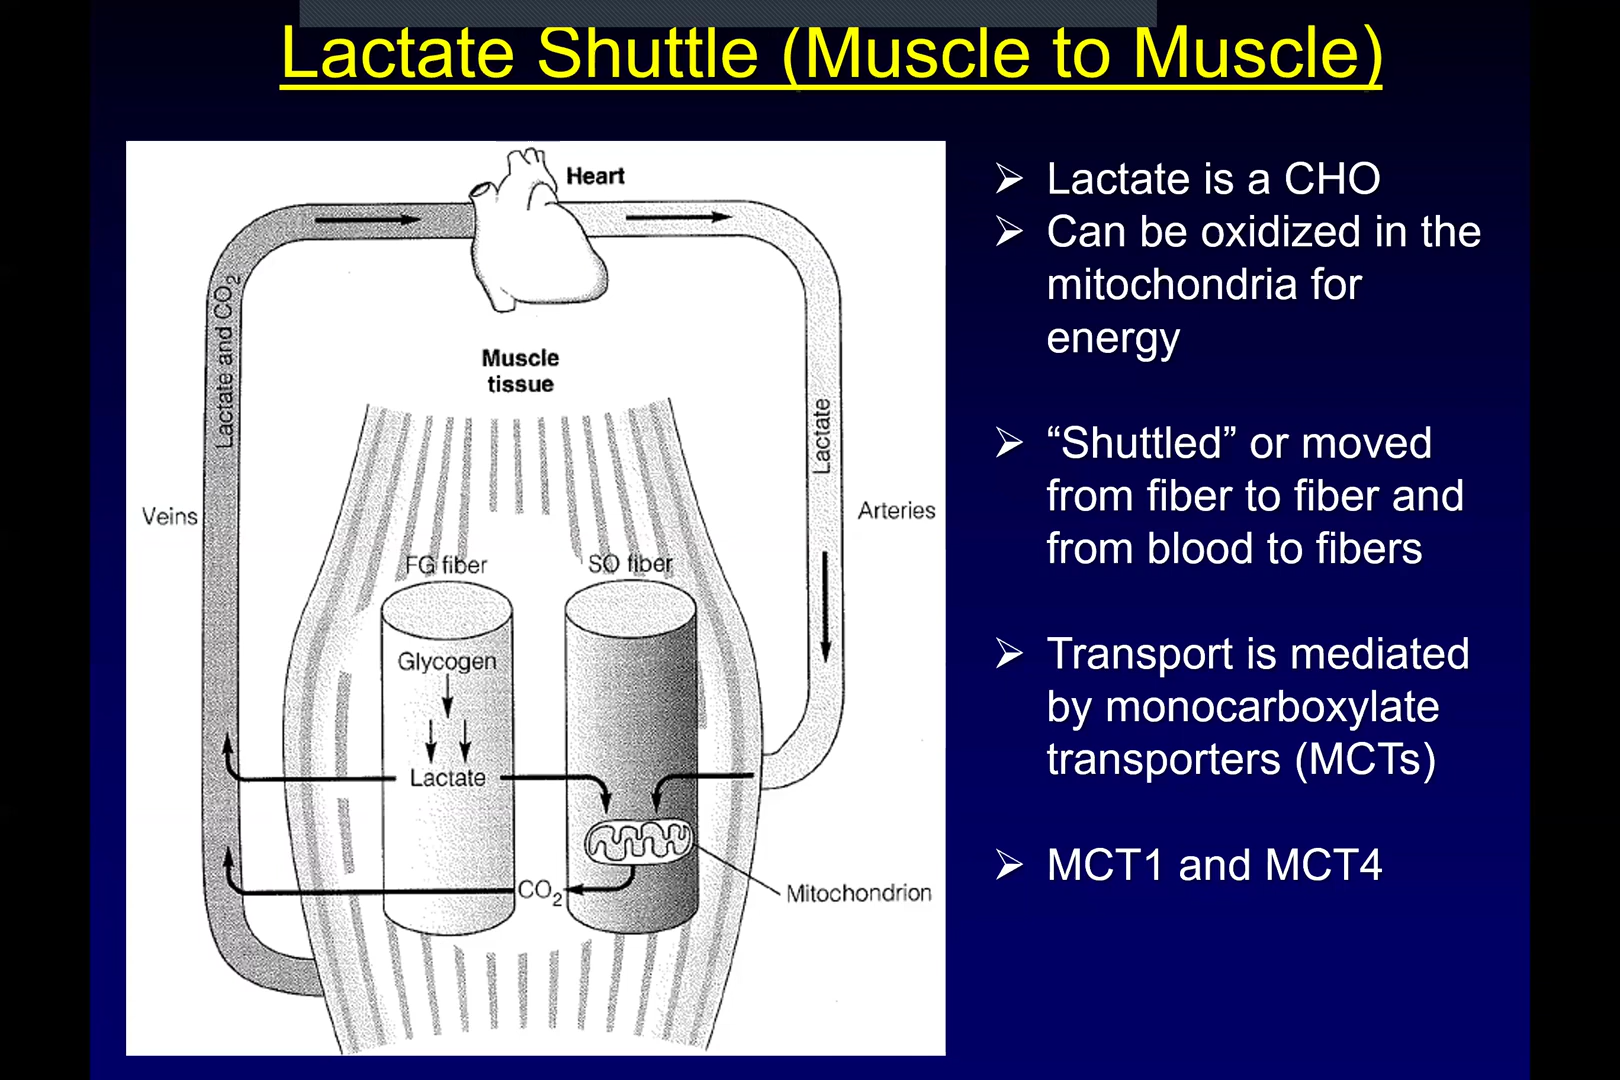 Lactate Shuttle (Muscle to Muscle)
Heart
Lactate and CO₂
Muscle
tissue
Lactate
Veins
Arteries
FG fiber
SO fiber
Glycogen
Lactate
CO₂
Mitochondrion
➢ Lactate is a CHO
➢ Can be oxidized in the
mitochondria for
energy
➢ “Shuttled” or moved
from fiber to fiber and
from blood to fibers
➢ Transport is mediated
by monocarboxylate
transporters (MCTs)
➢ MCT1 and MCT4